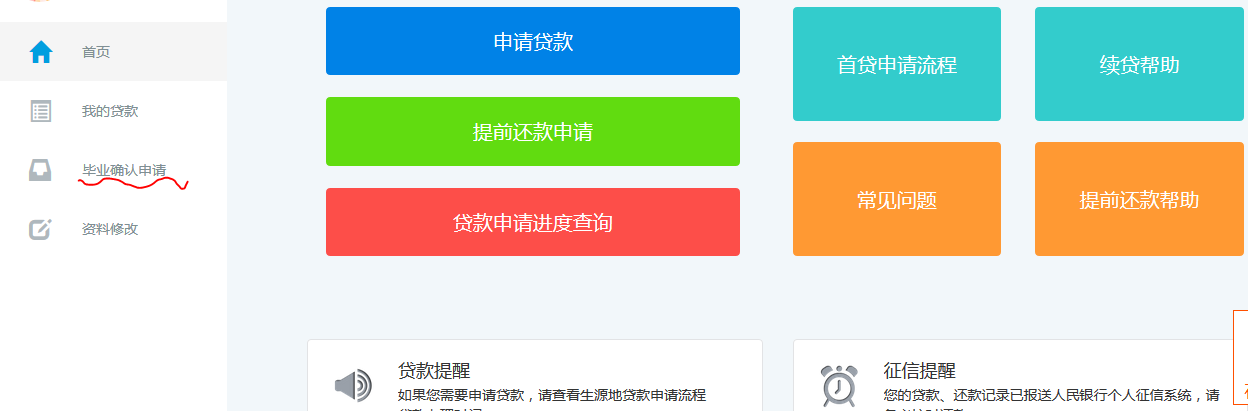 首页
我的贷款
毕业确认申请
资料修改
申请贷款
提前还款申请
贷款申请进度查询
首贷申请流程
续贷帮助
常见问题
提前还款帮助
贷款提醒
如果您需要申请贷款，请查看生源地贷款申请流程
征信提醒
您的贷款、还款记录已报送人民银行个人征信系统，请